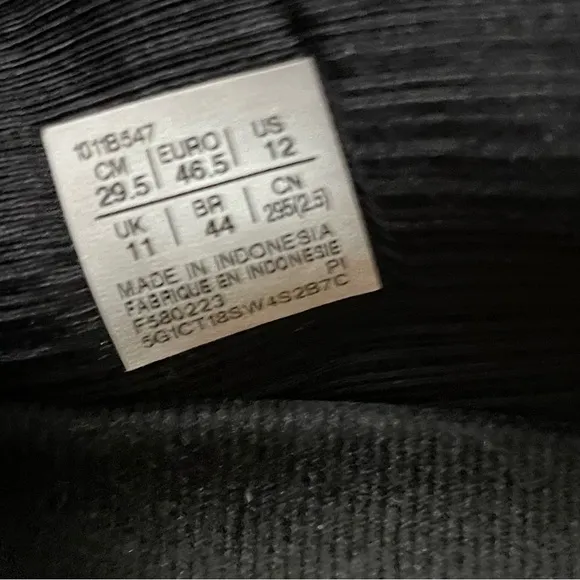 1011B547
CM | EURO | US
29.5 | 46.5 | 12
UK | BR | CN
11 | 44 | 295(2.5)
MADE IN INDONESIA
FABRIQUE EN INDONESIE
F580223 PI
5G1CT18SW4S2B7C